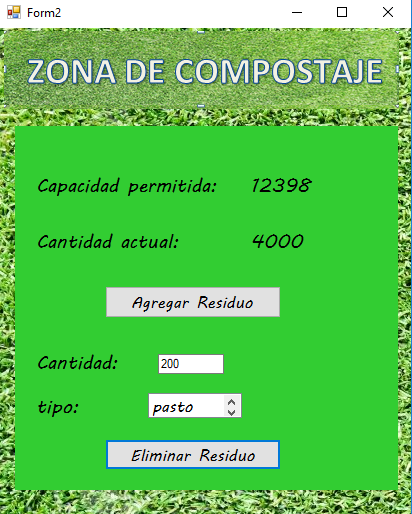 Form2
ZONA DE COMPOSTAJE
Capacidad permitida: 12398
Cantidad actual: 4000
Agregar Residuo
Cantidad: 200
tipo: pasto
Eliminar Residuo